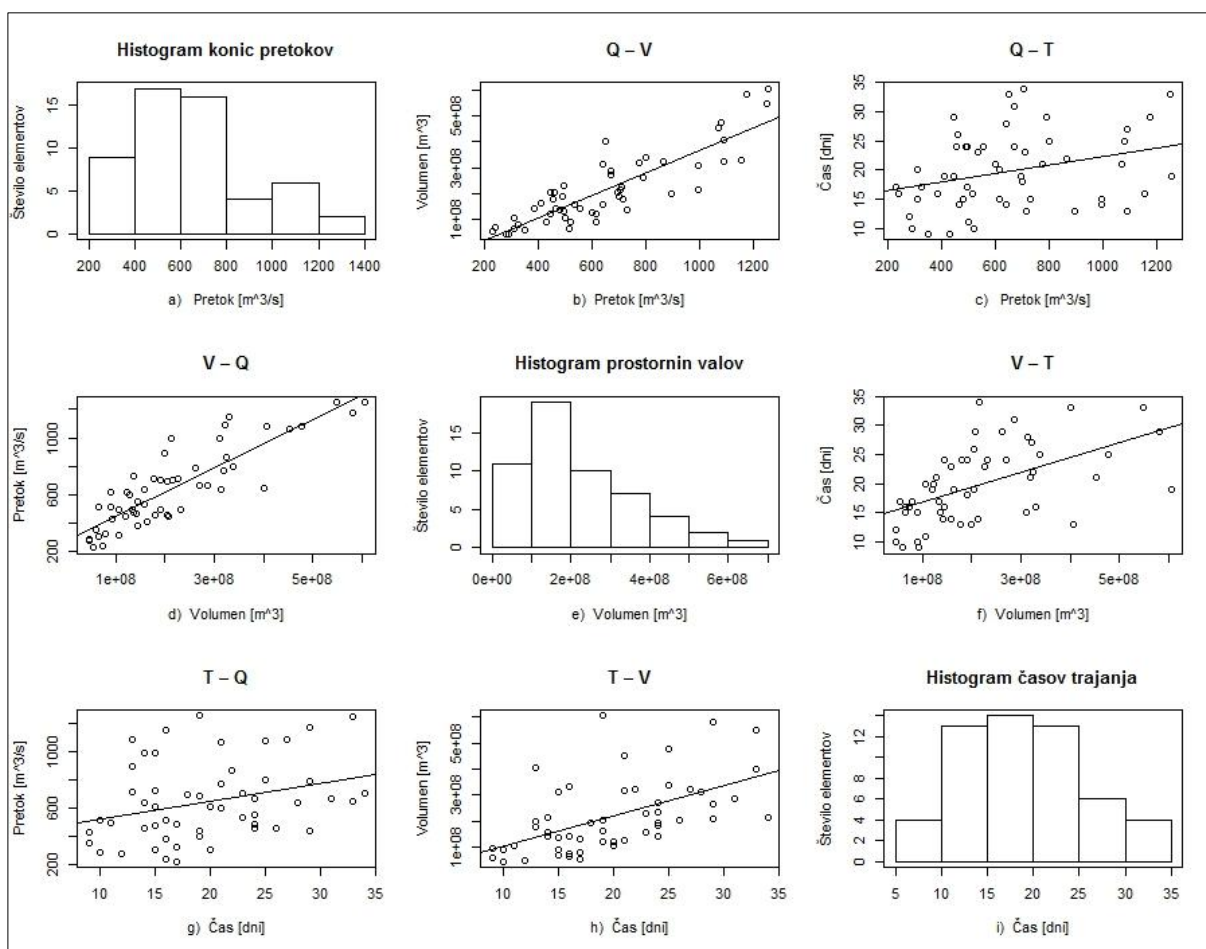 Histogram konic pretokov
Število elementov
15
10
5
0
200 400 600 800 1000 1200 1400
a) Pretok [m^3/s]
Q – V
Volumen [m^3]
5e+08
3e+08
1e+08
200 400 600 800 1000 1200
b) Pretok [m^3/s]
Q – T
Čas [dni]
35
30
25
20
15
10
200 400 600 800 1000 1200
c) Pretok [m^3/s]
V – Q
Pretok [m^3/s]
1000
600
200
1e+08 3e+08 5e+08
d) Volumen [m^3]
Histogram prostornin valov
Število elementov
15
10
5
0
0e+00 2e+08 4e+08 6e+08
e) Volumen [m^3]
V – T
Čas [dni]
35
30
25
20
15
10
1e+08 3e+08 5e+08
f) Volumen [m^3]
T – Q
Pretok [m^3/s]
1000
600
200
10 15 20 25 30 35
g) Čas [dni]
T – V
Volumen [m^3]
5e+08
3e+08
1e+08
10 15 20 25 30 35
h) Čas [dni]
Histogram časov trajanja
Število elementov
12
8
6
4
2
0
5 10 15 20 25 30 35
i) Čas [dni]